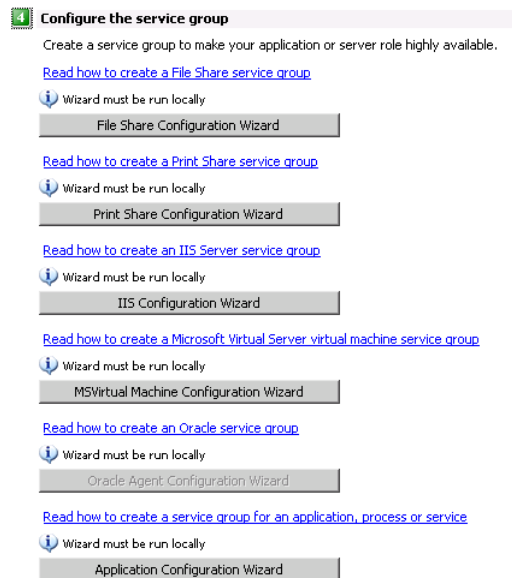 4 Configure the service group
Create a service group to make your application or server role highly available.
Read how to create a File Share service group
Wizard must be run locally
File Share Configuration Wizard
Read how to create a Print Share service group
Wizard must be run locally
Print Share Configuration Wizard
Read how to create an IIS Server service group
Wizard must be run locally
IIS Configuration Wizard
Read how to create a Microsoft Virtual Server virtual machine service group
Wizard must be run locally
MSVirtual Machine Configuration Wizard
Read how to create an Oracle service group
Wizard must be run locally
Oracle Agent Configuration Wizard
Read how to create a service group for an application, process or service
Wizard must be run locally
Application Configuration Wizard